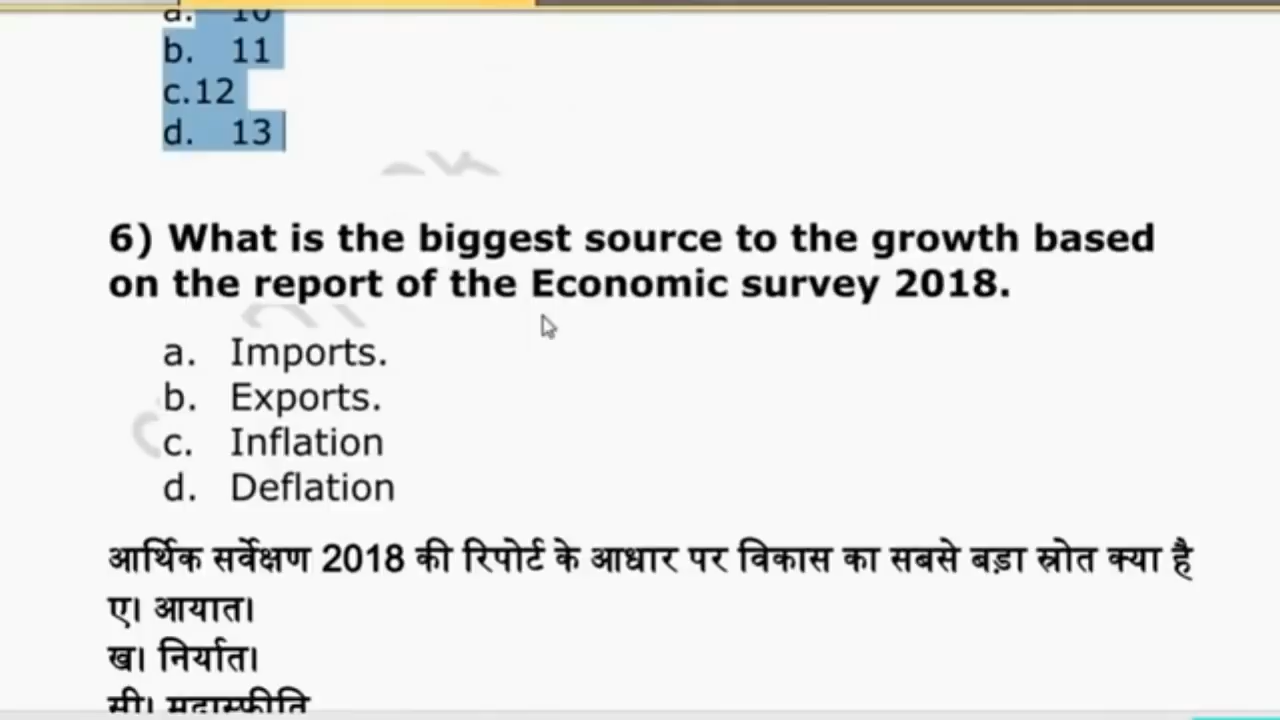 a. 10
b. 11
c.12
d. 13
6) What is the biggest source to the growth based
on the report of the Economic survey 2018.
a. Imports.
b. Exports.
c. Inflation
d. Deflation
आर्थिक सर्वेक्षण 2018 की रिपोर्ट के आधार पर विकास का सबसे बड़ा स्रोत क्या है
ए। आयात।
ख। निर्यात।
सी। मुद्रास्फीति